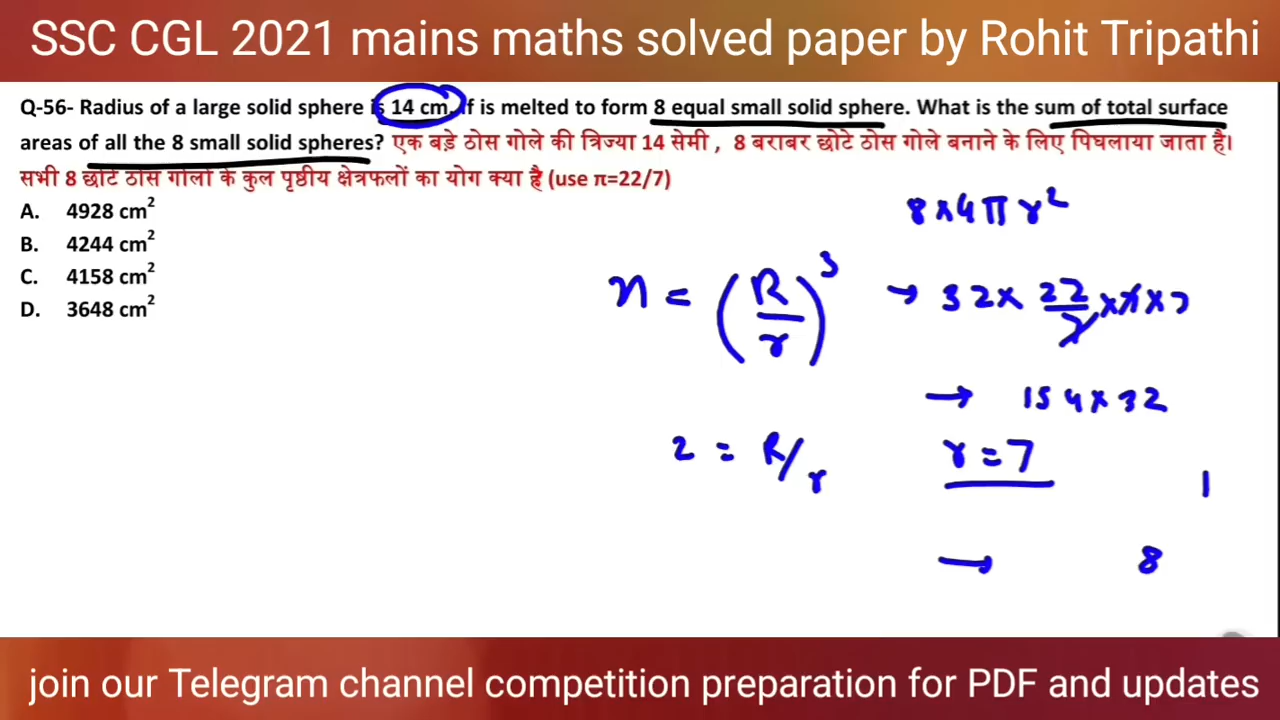 SSC CGL 2021 mains maths solved paper by Rohit Tripathi
Q-56- Radius of a large solid sphere is 14 cm. If is melted to form 8 equal small solid sphere. What is the sum of total surface
areas of all the 8 small solid spheres? एक बड़े ठोस गोले की त्रिज्या 14 सेमी , 8 बराबर छोटे ठोस गोले बनाने के लिए पिघलाया जाता है।
सभी 8 छोटे ठोस गोलों के कुल पृष्ठीय क्षेत्रफलों का योग क्या है (use π=22/7)
A. 4928 cm²
B. 4244 cm²
C. 4158 cm²
D. 3648 cm²
8×4πr²
n = (R/r)³
→ 32× 22/7 ×7×7
→ 154×32
2 = R/r
r = 7
1
→ 8
join our Telegram channel competition preparation for PDF and updates